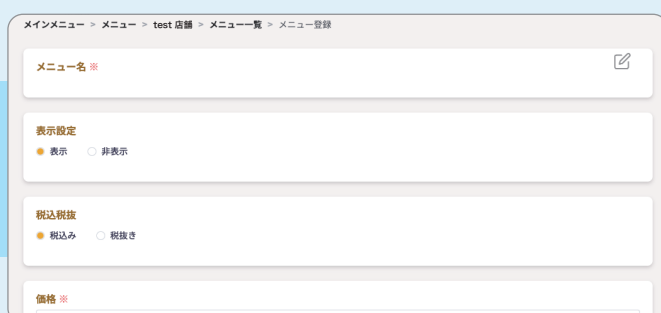 メインメニュー > メニュー > test 店舗 > メニュー一覧 > メニュー登録
メニュー名 ※
表示設定
表示 非表示
税込税抜
税込み 税抜き
価格 ※